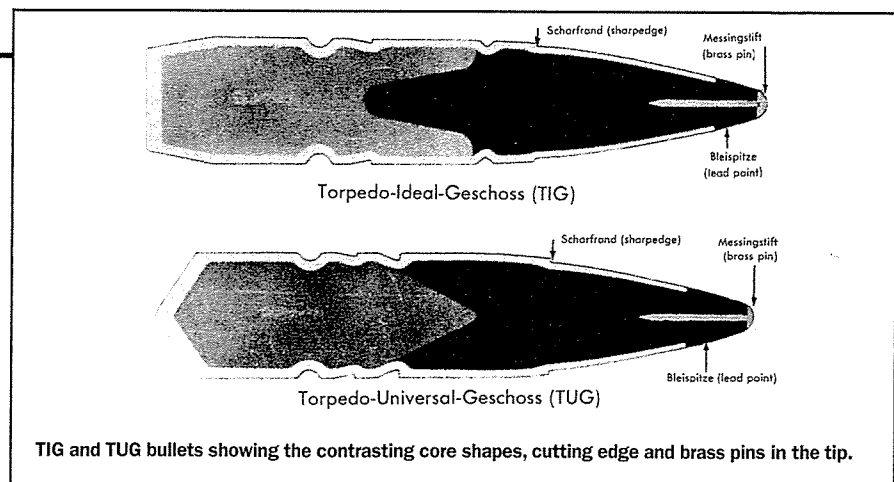 Scharfrand (sharpedge)
Messingstift
(brass pin)
Bleispitze
(lead point)
Torpedo-Ideal-Geschoss (TIG)
Scharfrand (sharpedge)
Messingstift
(brass pin)
Bleispitze (lead point)
Torpedo-Universal-Geschoss (TUG)
TIG and TUG bullets showing the contrasting core shapes, cutting edge and brass pins in the tip.